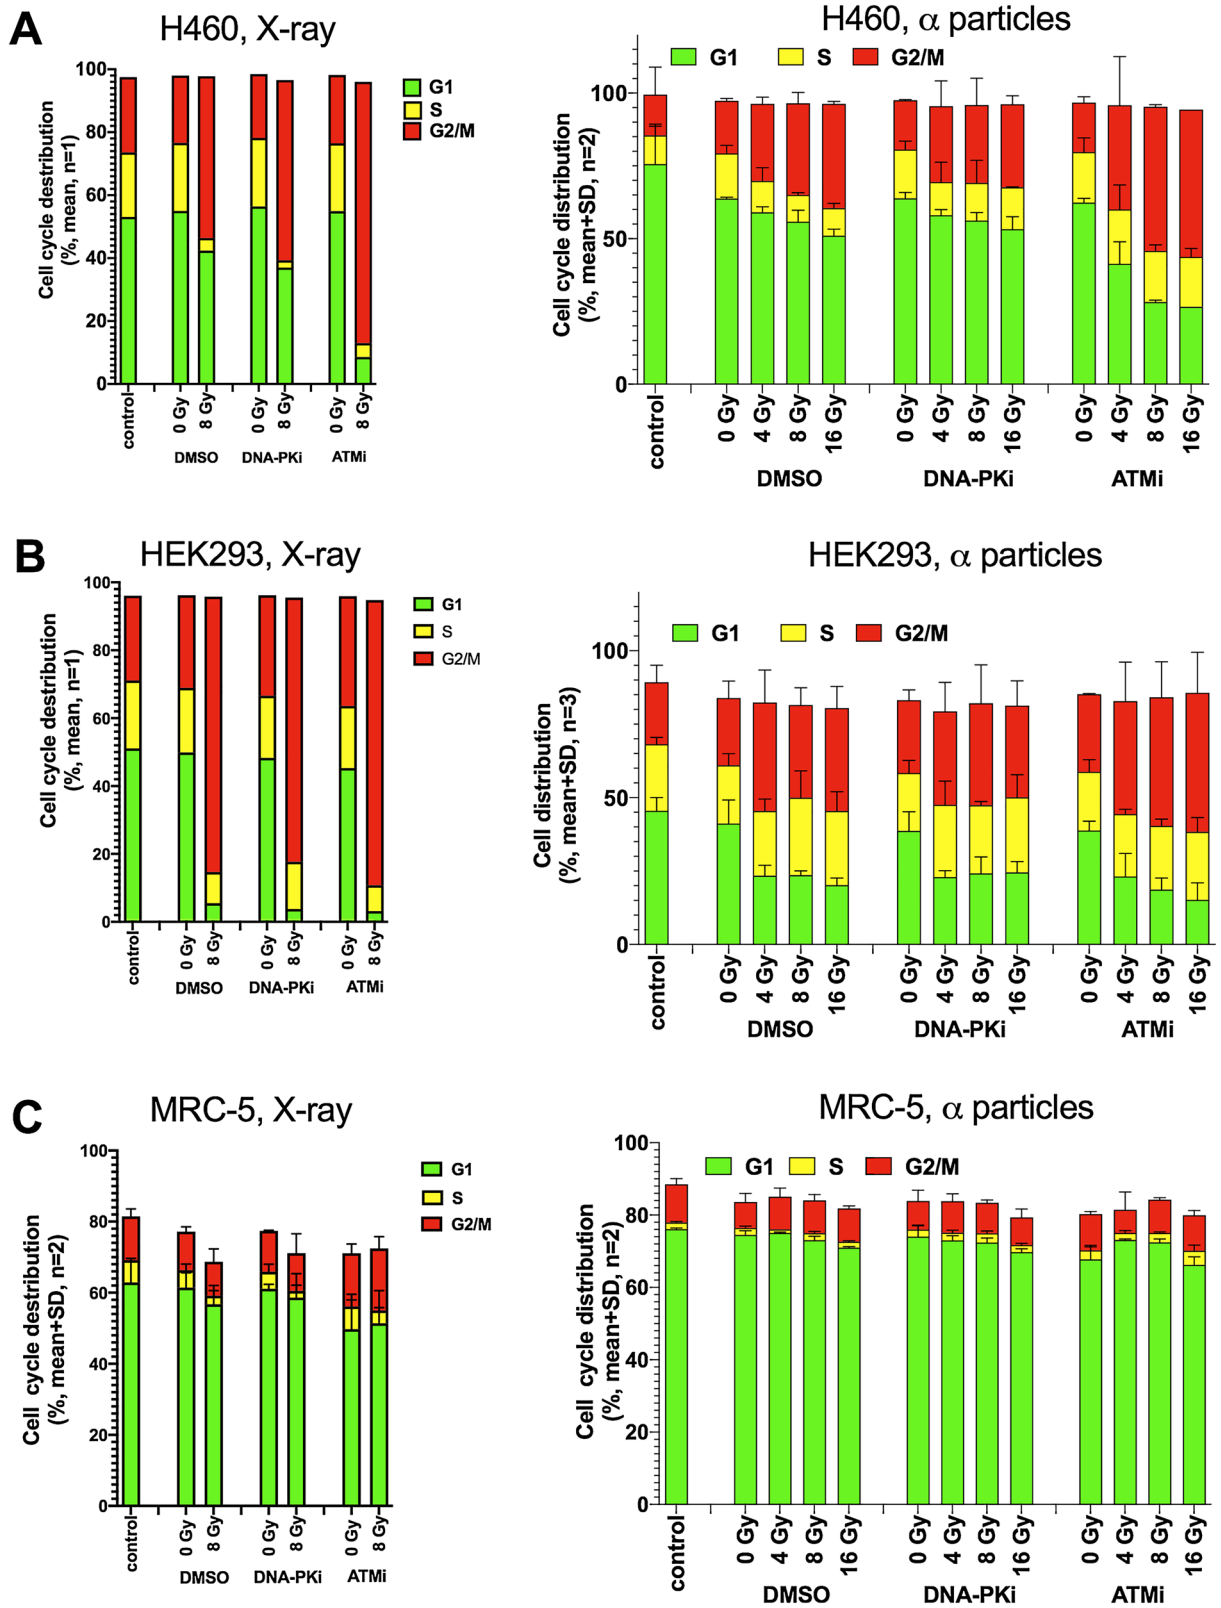 A
H460, X-ray
Cell cycle destribution
(%, mean, n=1)
100
80
60
40
20
0
G1
S
G2/M
control
0 Gy
8 Gy
0 Gy
8 Gy
0 Gy
8 Gy
DMSO
DNA-PKi
ATMi
H460, α particles
G1
S
G2/M
Cell cycle distribution
(%, mean+SD, n=2)
100
50
0
control
0 Gy
4 Gy
8 Gy
16 Gy
0 Gy
4 Gy
8 Gy
16 Gy
0 Gy
4 Gy
8 Gy
16 Gy
DMSO
DNA-PKi
ATMi
B
HEK293, X-ray
Cell cycle destribution
(%, mean, n=1)
100
80
60
40
20
0
G1
S
G2/M
control
0 Gy
8 Gy
0 Gy
8 Gy
0 Gy
8 Gy
DMSO
DNA-PKi
ATMi
HEK293, α particles
G1
S
G2/M
Cell distribution
(%, mean+SD, n=3)
100
50
0
control
0 Gy
4 Gy
8 Gy
16 Gy
0 Gy
4 Gy
8 Gy
16 Gy
0 Gy
4 Gy
8 Gy
16 Gy
DMSO
DNA-PKi
ATMi
C
MRC-5, X-ray
Cell cycle destribution
(%, mean+SD, n=2)
100
80
60
40
20
0
G1
S
G2/M
control
0 Gy
8 Gy
0 Gy
8 Gy
0 Gy
8 Gy
DMSO
DNA-PKi
ATMi
MRC-5, α particles
G1
S
G2/M
Cell cycle distribution
(%, mean+SD, n=2)
100
80
60
40
20
0
control
0 Gy
4 Gy
8 Gy
16 Gy
0 Gy
4 Gy
8 Gy
16 Gy
0 Gy
4 Gy
8 Gy
16 Gy
DMSO
DNA-PKi
ATMi